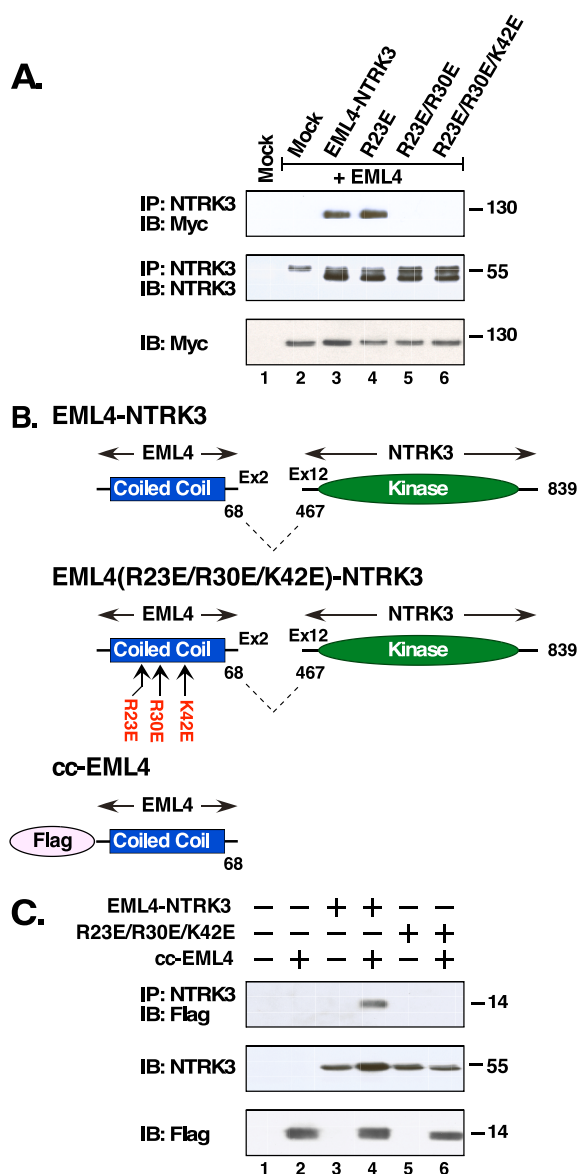 A.
Mock
Mock
EML4-NTRK3
R23E
R23E/R30E
R23E/R30E/K42E
+ EML4
IP: NTRK3
IB: Myc
130
IP: NTRK3
IB: NTRK3
55
IB: Myc
130
1 2 3 4 5 6
B.
EML4-NTRK3
EML4
NTRK3
Coiled Coil
Ex2
Ex12
Kinase
839
68
467
EML4(R23E/R30E/K42E)-NTRK3
EML4
NTRK3
Coiled Coil
Ex2
Ex12
Kinase
839
68
467
R23E
R30E
K42E
cc-EML4
EML4
Flag
Coiled Coil
68
C.
EML4-NTRK3 – – + + – –
R23E/R30E/K42E – – – – + +
cc-EML4 – + – + – +
IP: NTRK3
IB: Flag
14
IB: NTRK3
55
IB: Flag
14
1 2 3 4 5 6